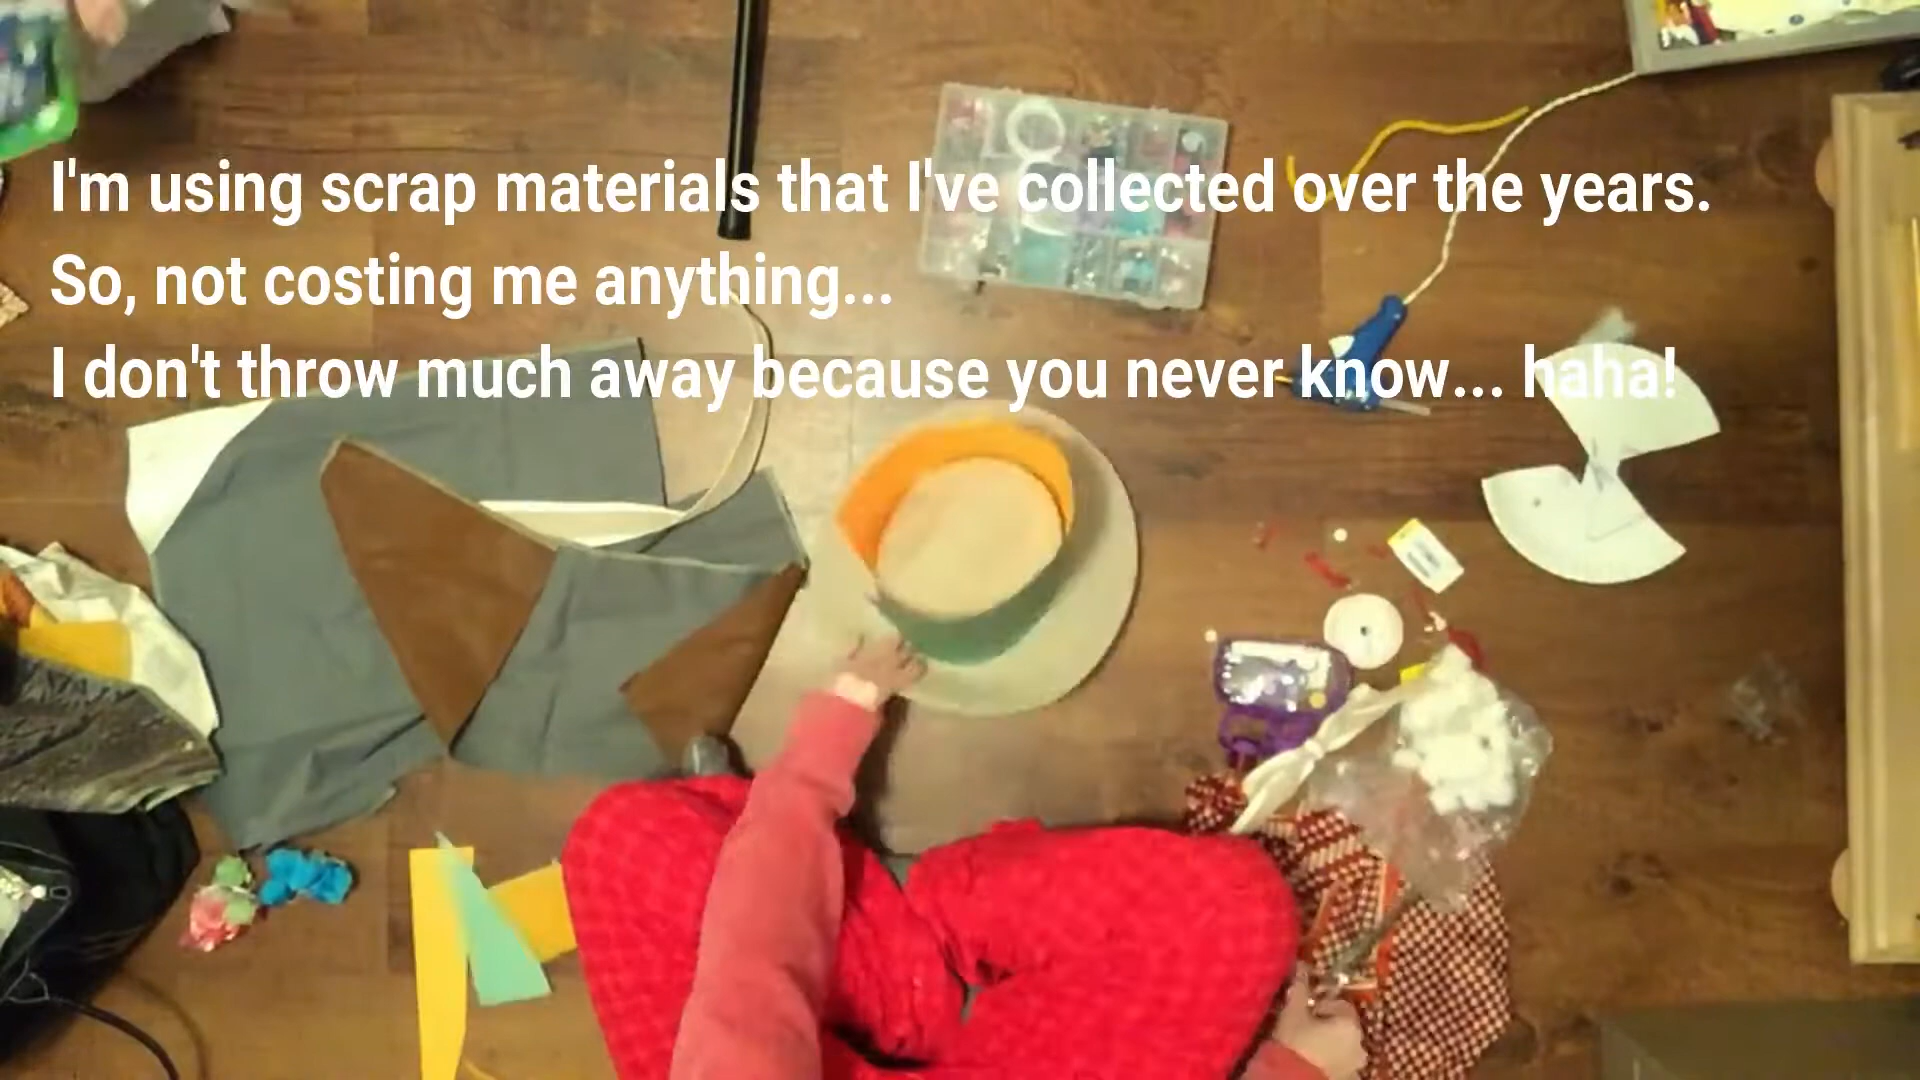 I'm using scrap materials that I've collected over the years.
So, not costing me anything...
I don't throw much away because you never know... haha!